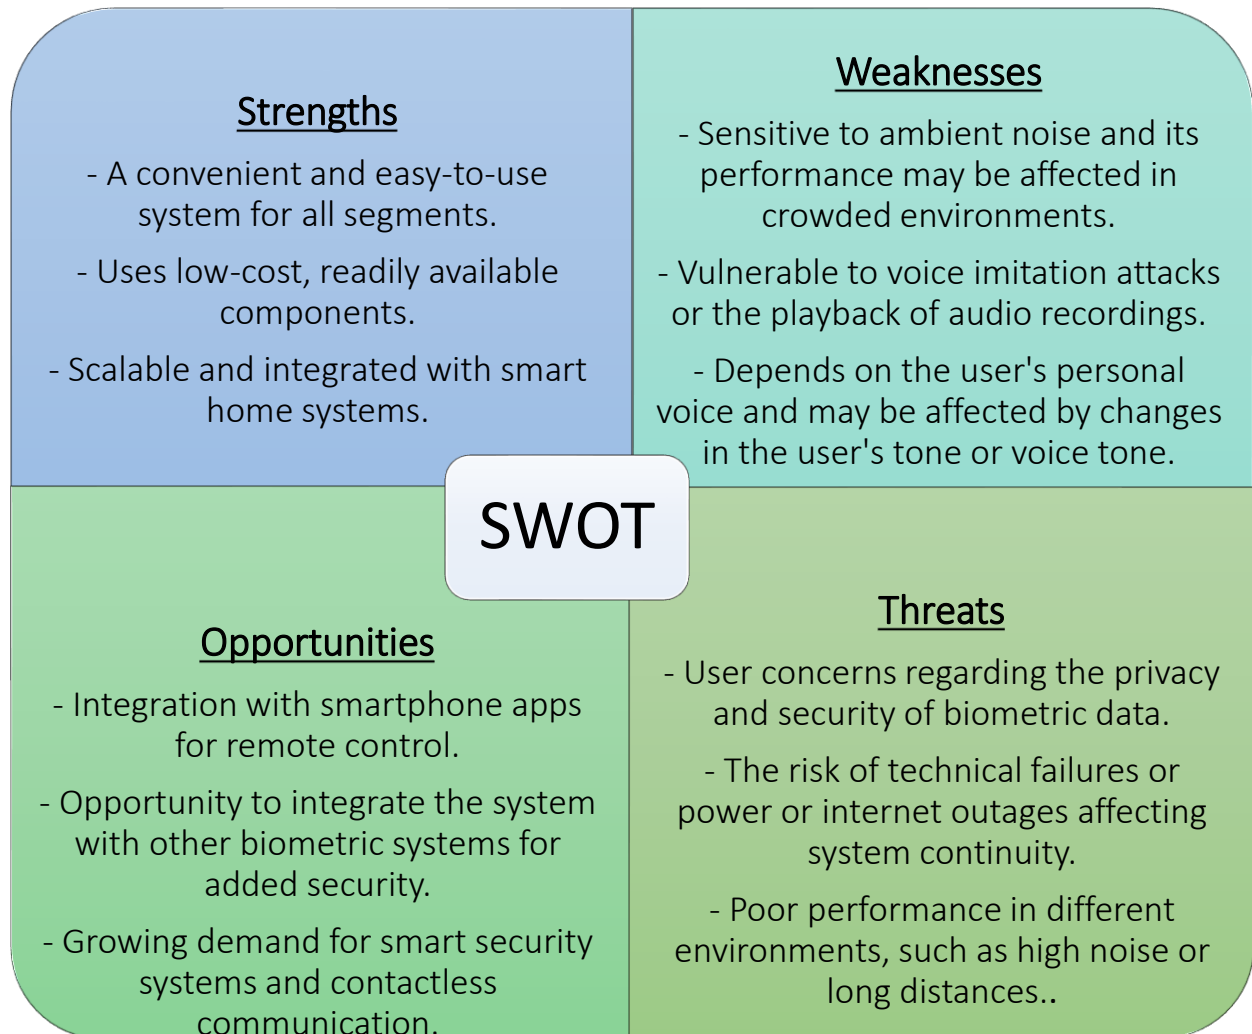 Strengths
- A convenient and easy-to-use
system for all segments.
- Uses low-cost, readily available
components.
- Scalable and integrated with smart
home systems.
Weaknesses
- Sensitive to ambient noise and its
performance may be affected in
crowded environments.
- Vulnerable to voice imitation attacks
or the playback of audio recordings.
- Depends on the user's personal
voice and may be affected by changes
in the user's tone or voice tone.
SWOT
Opportunities
- Integration with smartphone apps
for remote control.
- Opportunity to integrate the system
with other biometric systems for
added security.
- Growing demand for smart security
systems and contactless
communication.
Threats
- User concerns regarding the privacy
and security of biometric data.
- The risk of technical failures or
power or internet outages affecting
system continuity.
- Poor performance in different
environments, such as high noise or
long distances..